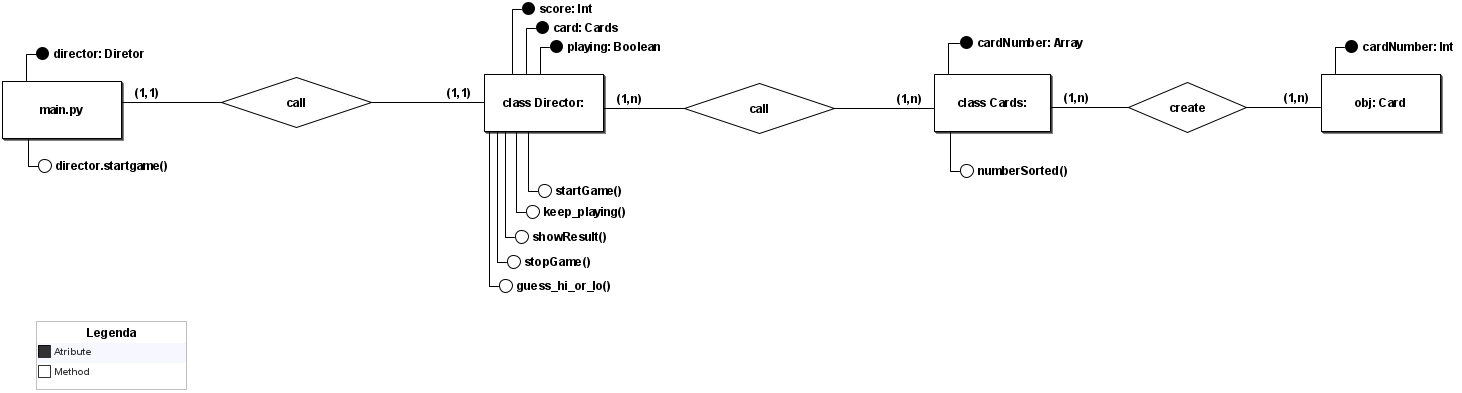 score: Int
card: Cards
playing: Boolean
director: Diretor
cardNumber: Array
cardNumber: Int
main.py
(1,1)
call
(1,1)
class Director:
(1,n)
call
(1,n)
class Cards:
(1,n)
create
(1,n)
obj: Card
director.startgame()
numberSorted()
startGame()
keep_playing()
showResult()
stopGame()
guess_hi_or_lo()
Legenda
Atribute
Method